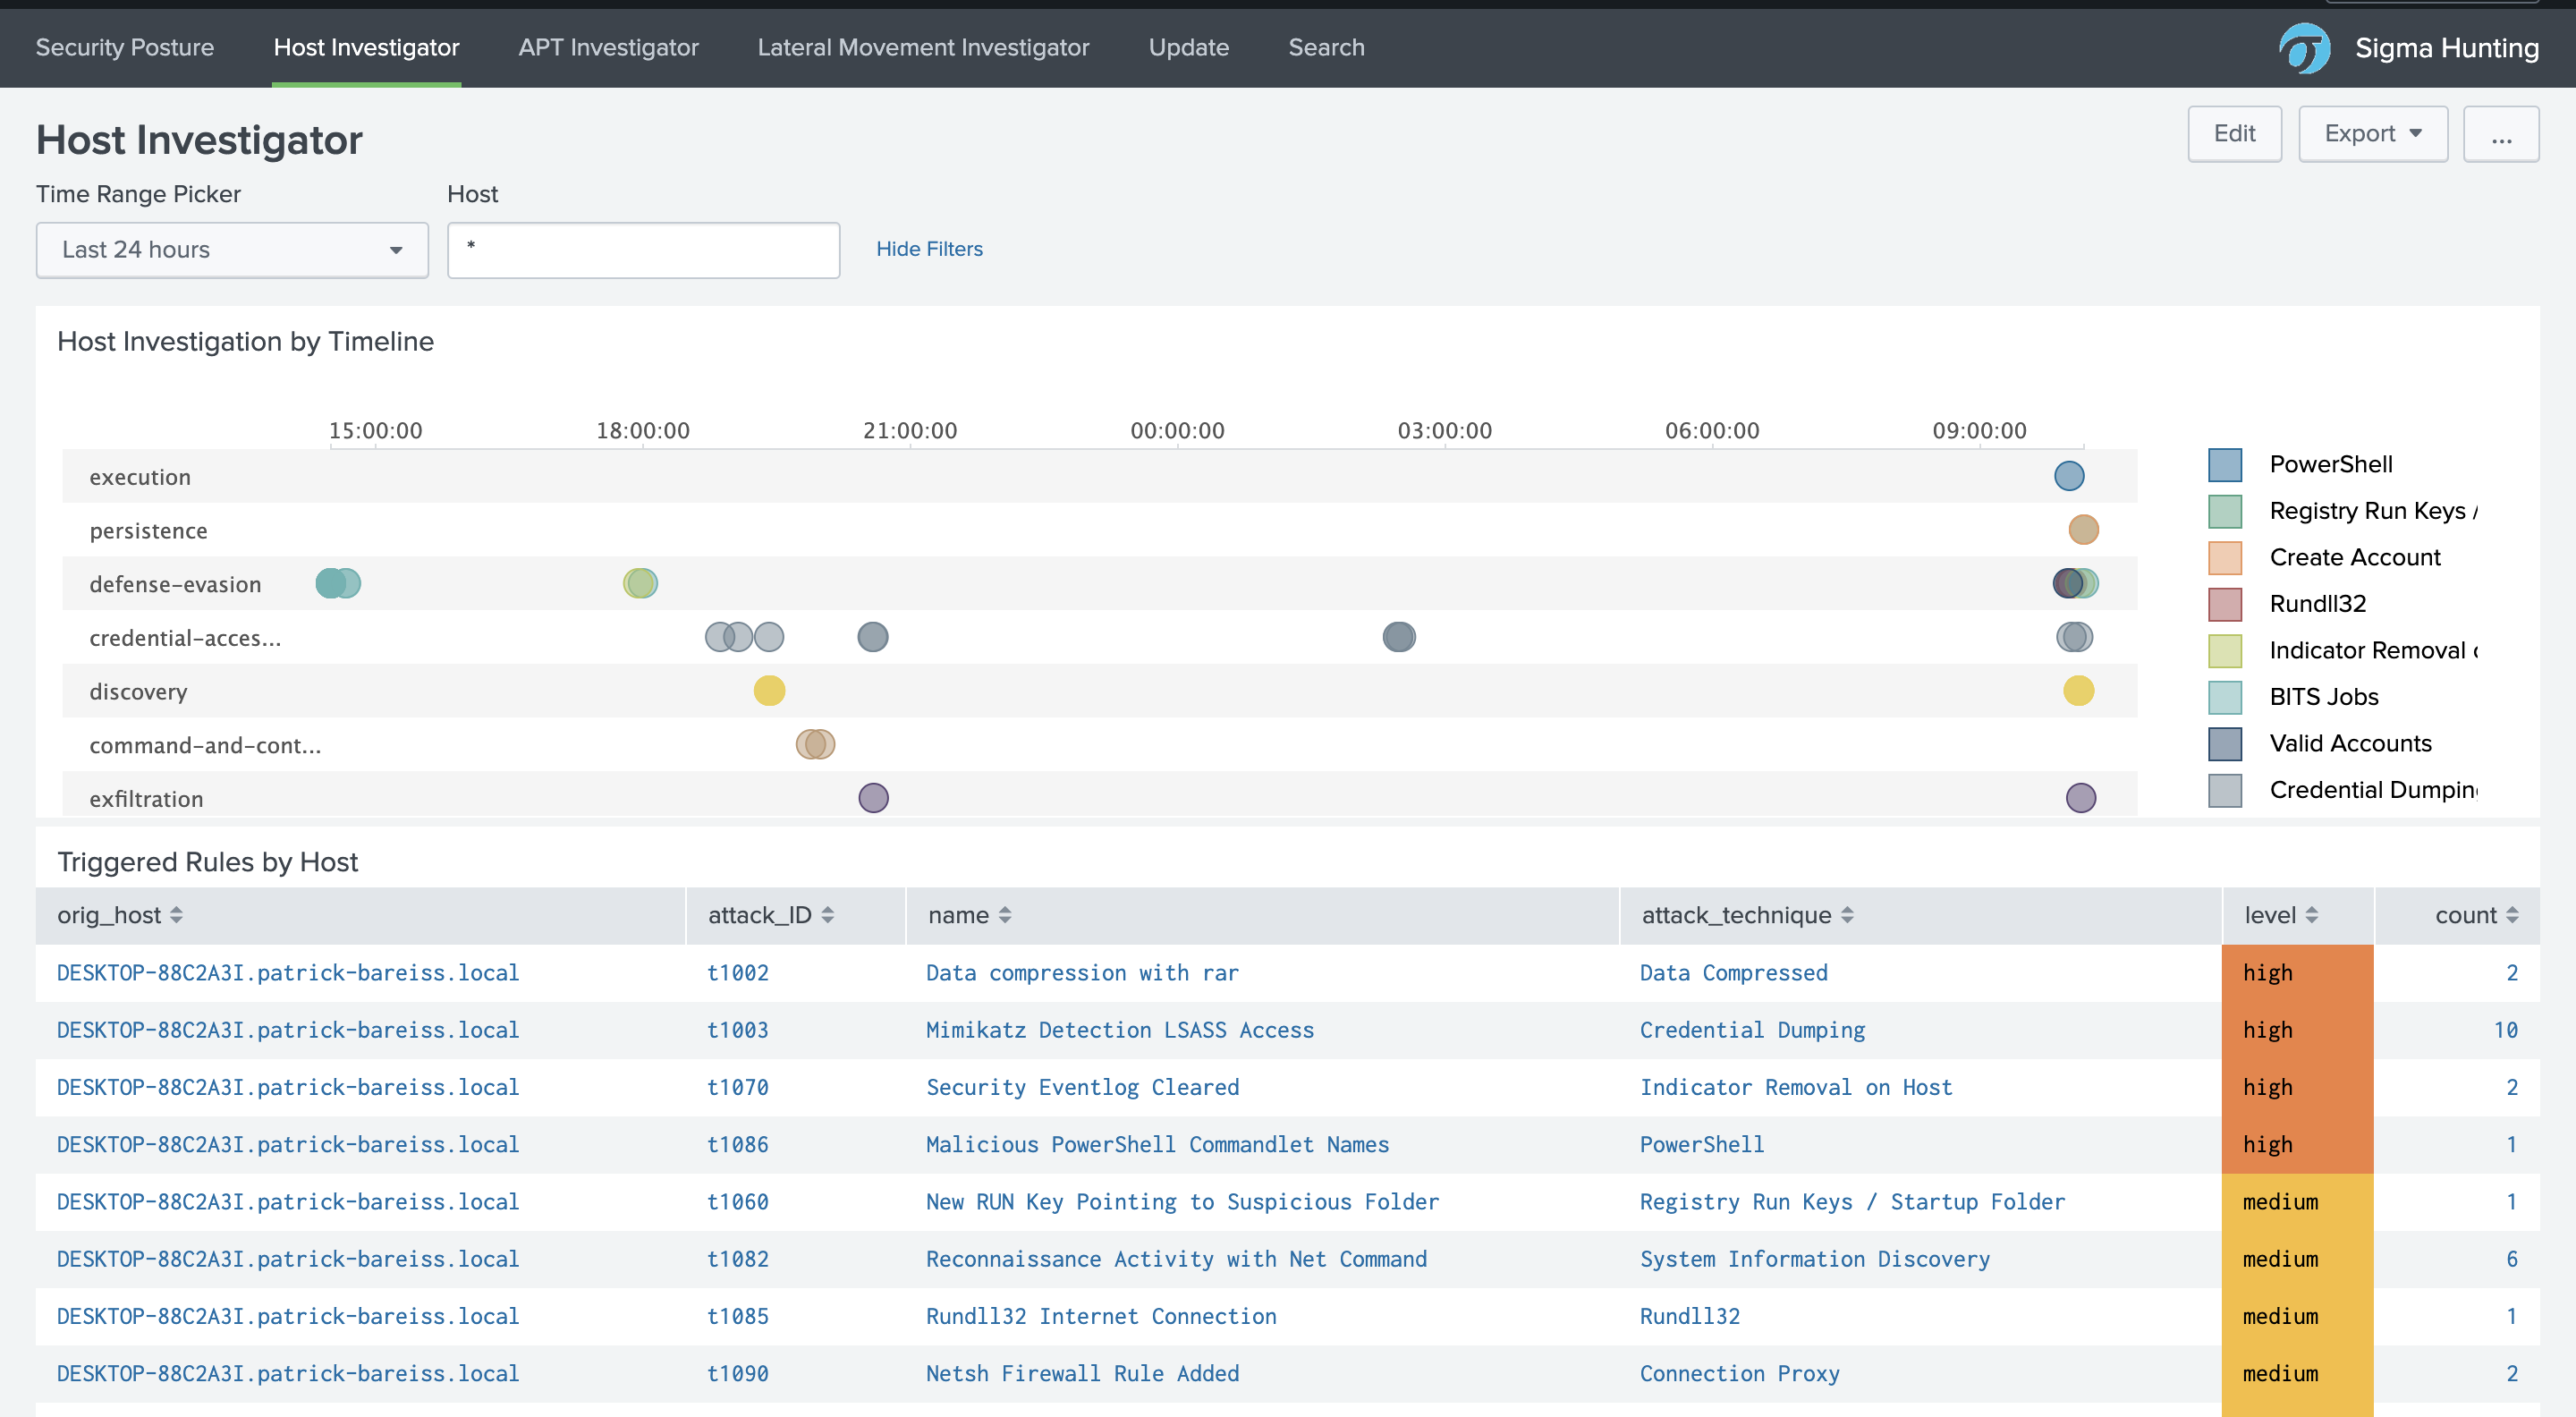 Security Posture Host Investigator APT Investigator Lateral Movement Investigator Update Search Sigma Hunting
Host Investigator
Edit Export ...
Time Range Picker Host
Last 24 hours * Hide Filters
Host Investigation by Timeline
15:00:00 18:00:00 21:00:00 00:00:00 03:00:00 06:00:00 09:00:00
execution
persistence
defense-evasion
credential-acces...
discovery
command-and-cont...
exfiltration
PowerShell
Registry Run Keys /
Create Account
Rundll32
Indicator Removal
BITS Jobs
Valid Accounts
Credential Dumping
Triggered Rules by Host
orig_host attack_ID name attack_technique level count
DESKTOP-88C2A3I.patrick-bareiss.local t1002 Data compression with rar Data Compressed high 2
DESKTOP-88C2A3I.patrick-bareiss.local t1003 Mimikatz Detection LSASS Access Credential Dumping high 10
DESKTOP-88C2A3I.patrick-bareiss.local t1070 Security Eventlog Cleared Indicator Removal on Host high 2
DESKTOP-88C2A3I.patrick-bareiss.local t1086 Malicious PowerShell Commandlet Names PowerShell high 1
DESKTOP-88C2A3I.patrick-bareiss.local t1060 New RUN Key Pointing to Suspicious Folder Registry Run Keys / Startup Folder medium 1
DESKTOP-88C2A3I.patrick-bareiss.local t1082 Reconnaissance Activity with Net Command System Information Discovery medium 6
DESKTOP-88C2A3I.patrick-bareiss.local t1085 Rundll32 Internet Connection Rundll32 medium 1
DESKTOP-88C2A3I.patrick-bareiss.local t1090 Netsh Firewall Rule Added Connection Proxy medium 2